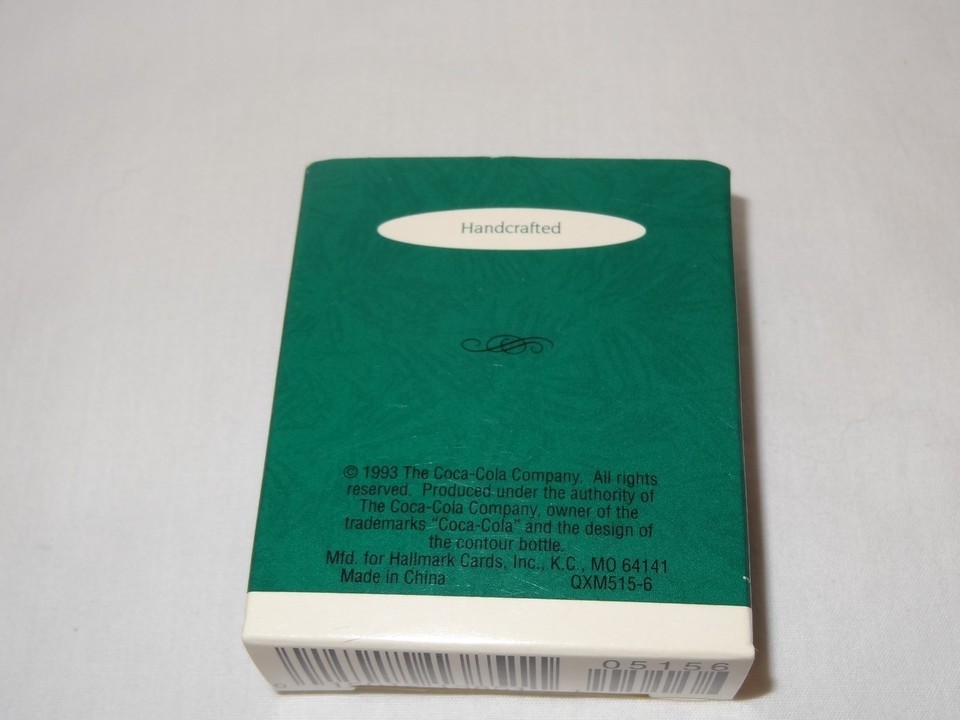 Handcrafted
© 1993 The Coca-Cola Company. All rights
reserved. Produced under the authority of
The Coca-Cola Company, owner of the
trademarks "Coca-Cola" and the design of
the contour bottle.
Mfd. for Hallmark Cards, Inc., K.C., MO 64141
Made in China QXM515-6
05156